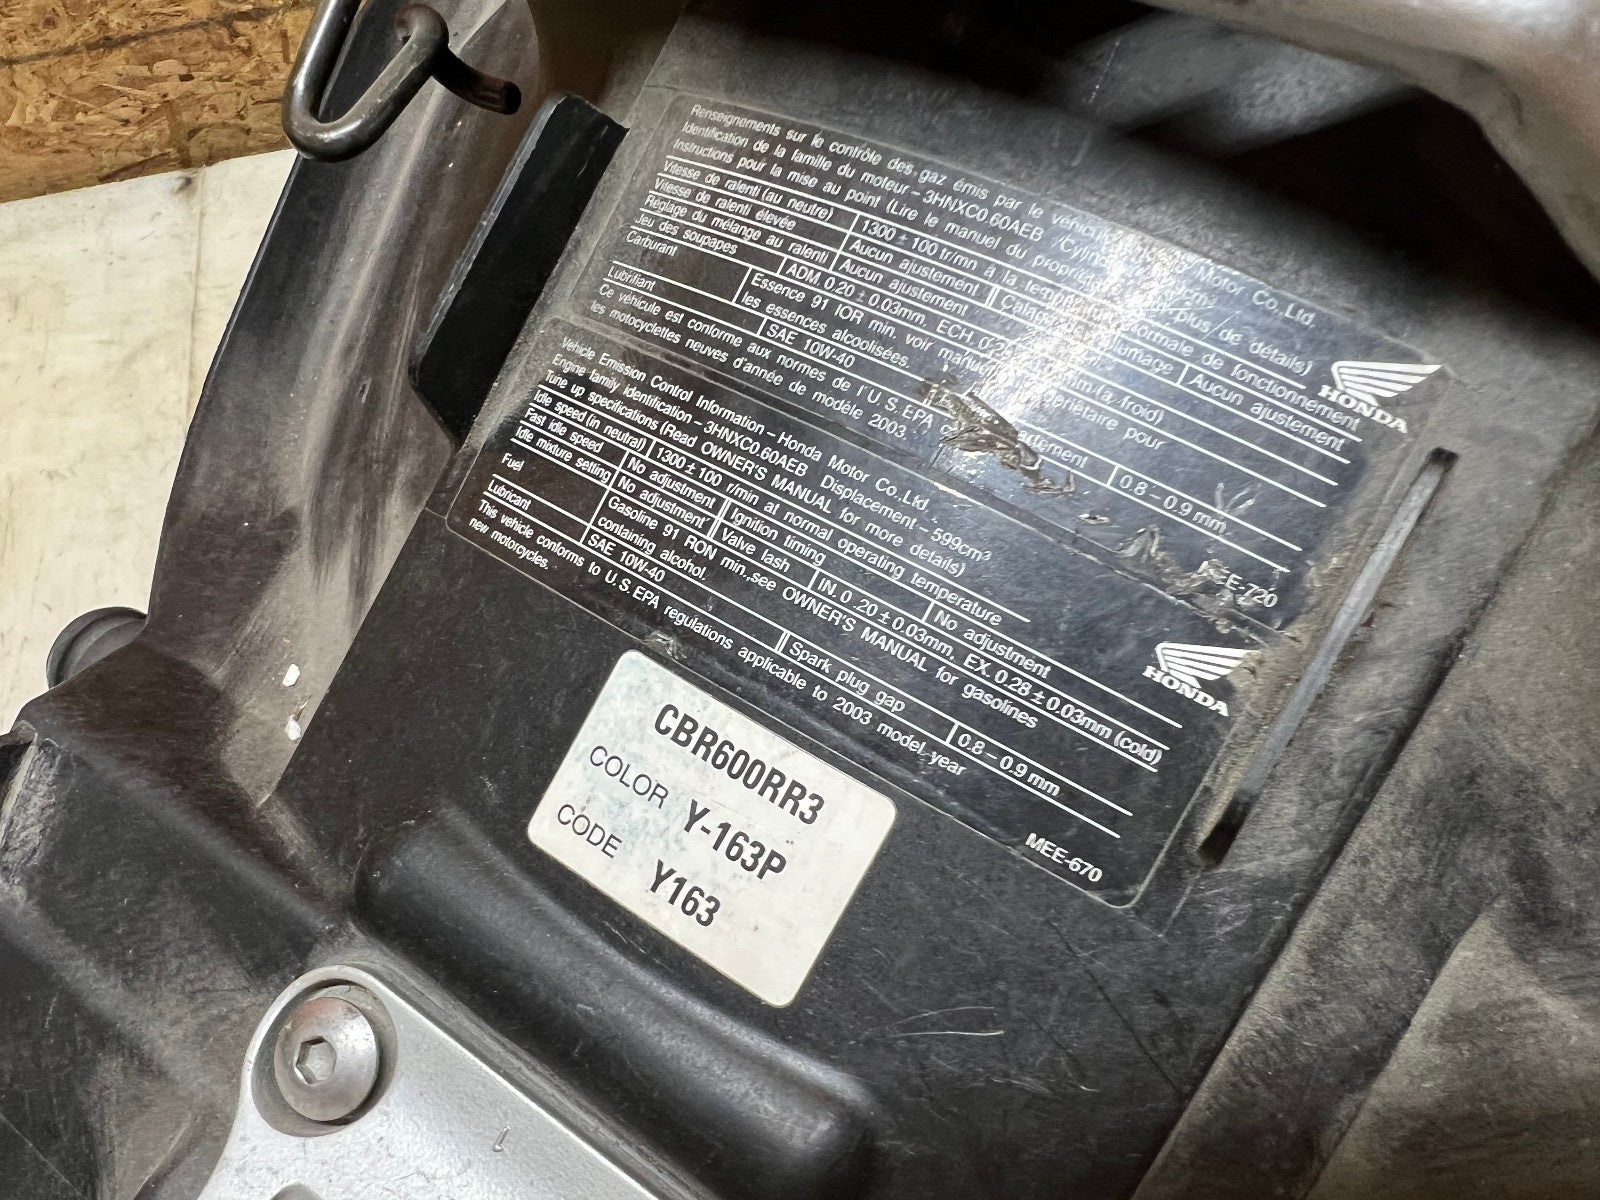 Renseignements sur le contrôle des gaz émis par le véhicule Motor Co., Ltd.
Identification de la famille du moteur – 3HNXC0.60AEB
Instructions pour la mise au point (Lire le manuel du propriétaire plus de détails)
Vitesse de ralenti (au neutre) 1300 ± 100 tr/mn à la normale de fonctionnement
Vitesse de ralenti élevée Aucun ajustement Aucun ajustement
Réglage du mélange au ralenti Aucun ajustement
Jeu des soupapes ADM. 0.20 ± 0.03mm, ECH. (à froid)
Carburant Essence 91 IOR min. voir pour
les essences alcoolisées.
Lubrifiant SAE 10W-40 0.8 – 0.9 mm
Ce véhicule est conforme aux normes de l'U.S. EPA
les motocyclettes neuves d'année de modèle 2003.
HONDA
Vehicle Emission Control Information – Honda Motor Co., Ltd.
Engine family identification – 3HNXC0.60AEB Displacement – 599cm³
Tune up specifications (Read OWNER'S MANUAL for more details)
Idle speed (in neutral) 1300 ± 100 r/min at normal operating temperature
Fast idle speed No adjustment Ignition timing No adjustment
Idle mixture setting No adjustment Valve lash IN. 0.20 ± 0.03mm, EX. 0.28 ± 0.03mm (cold)
Fuel Gasoline 91 RON min., see OWNER'S MANUAL for gasolines
containing alcohol.
Lubricant SAE 10W-40 Spark plug gap 0.8 – 0.9 mm
This vehicle conforms to U.S. EPA regulations applicable to 2003 model year
new motorcycles.
HONDA
MEE-670
CBR600RR3
COLOR Y-163P
CODE Y163